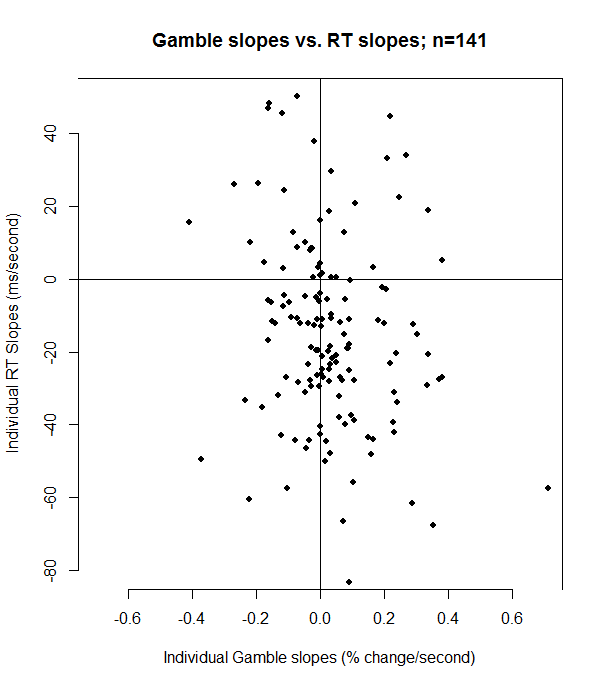 Gamble slopes vs. RT slopes; n=141
Individual RT Slopes (ms/second)
40
20
0
-20
-40
-60
-80
-0.6 -0.4 -0.2 0.0 0.2 0.4 0.6
Individual Gamble slopes (% change/second)